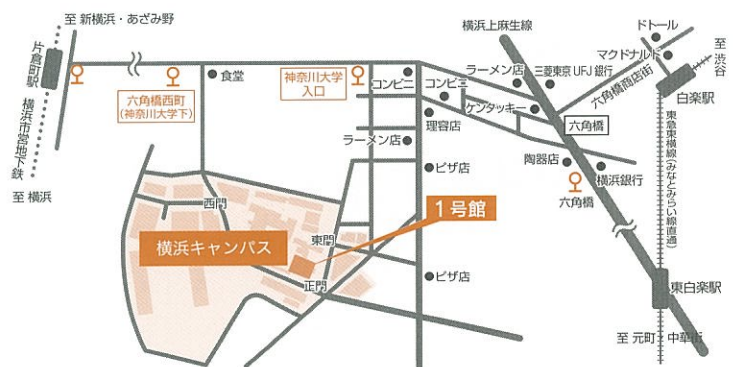 至 新横浜・あざみ野
片倉町駅
横浜市営地下鉄
至 横浜
六角橋西町
(神奈川大学下)
食堂
神奈川大学
入口
コンビニ
コンビニ
理容店
ラーメン店
ピザ店
ピザ店
横浜上麻生線
ラーメン店
三菱東京UFJ銀行
ケンタッキー
六角橋
陶器店
横浜銀行
六角橋
ドトール
マクドナルド
六角橋商店街
至 渋谷
白楽駅
東急東横線(みなとみらい線直通)
東白楽駅
至 元町・中華街
西門
東門
正門
1号館
横浜キャンパス